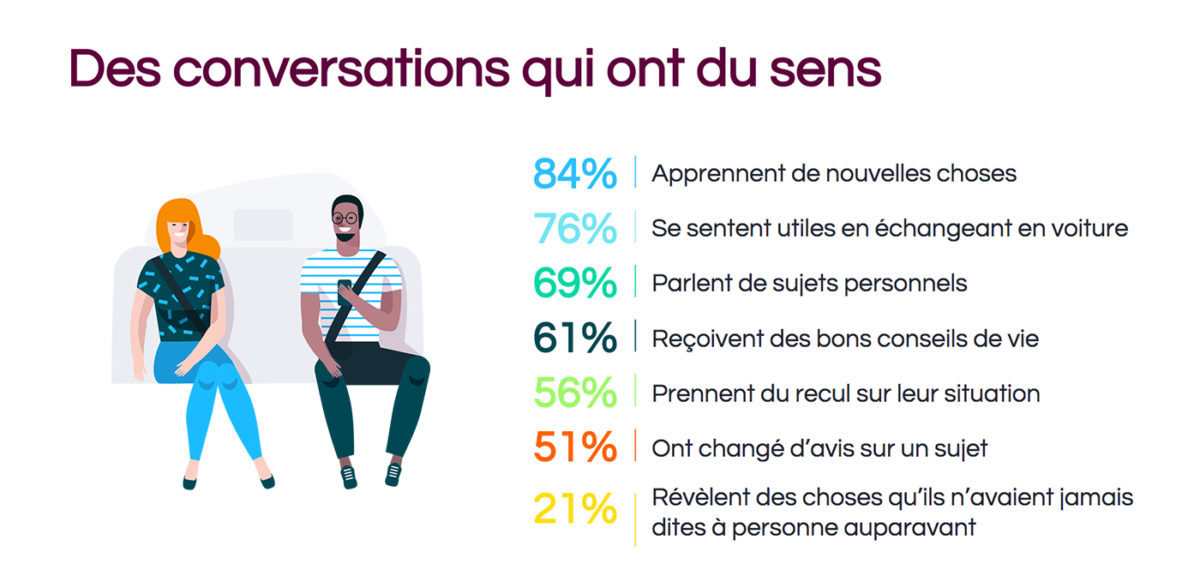 Des conversations qui ont du sens
84% Apprennent de nouvelles choses
76% Se sentent utiles en échangeant en voiture
69% Parlent de sujets personnels
61% Reçoivent des bons conseils de vie
56% Prennent du recul sur leur situation
51% Ont changé d’avis sur un sujet
21% Révèlent des choses qu’ils n’avaient jamais
dites à personne auparavant